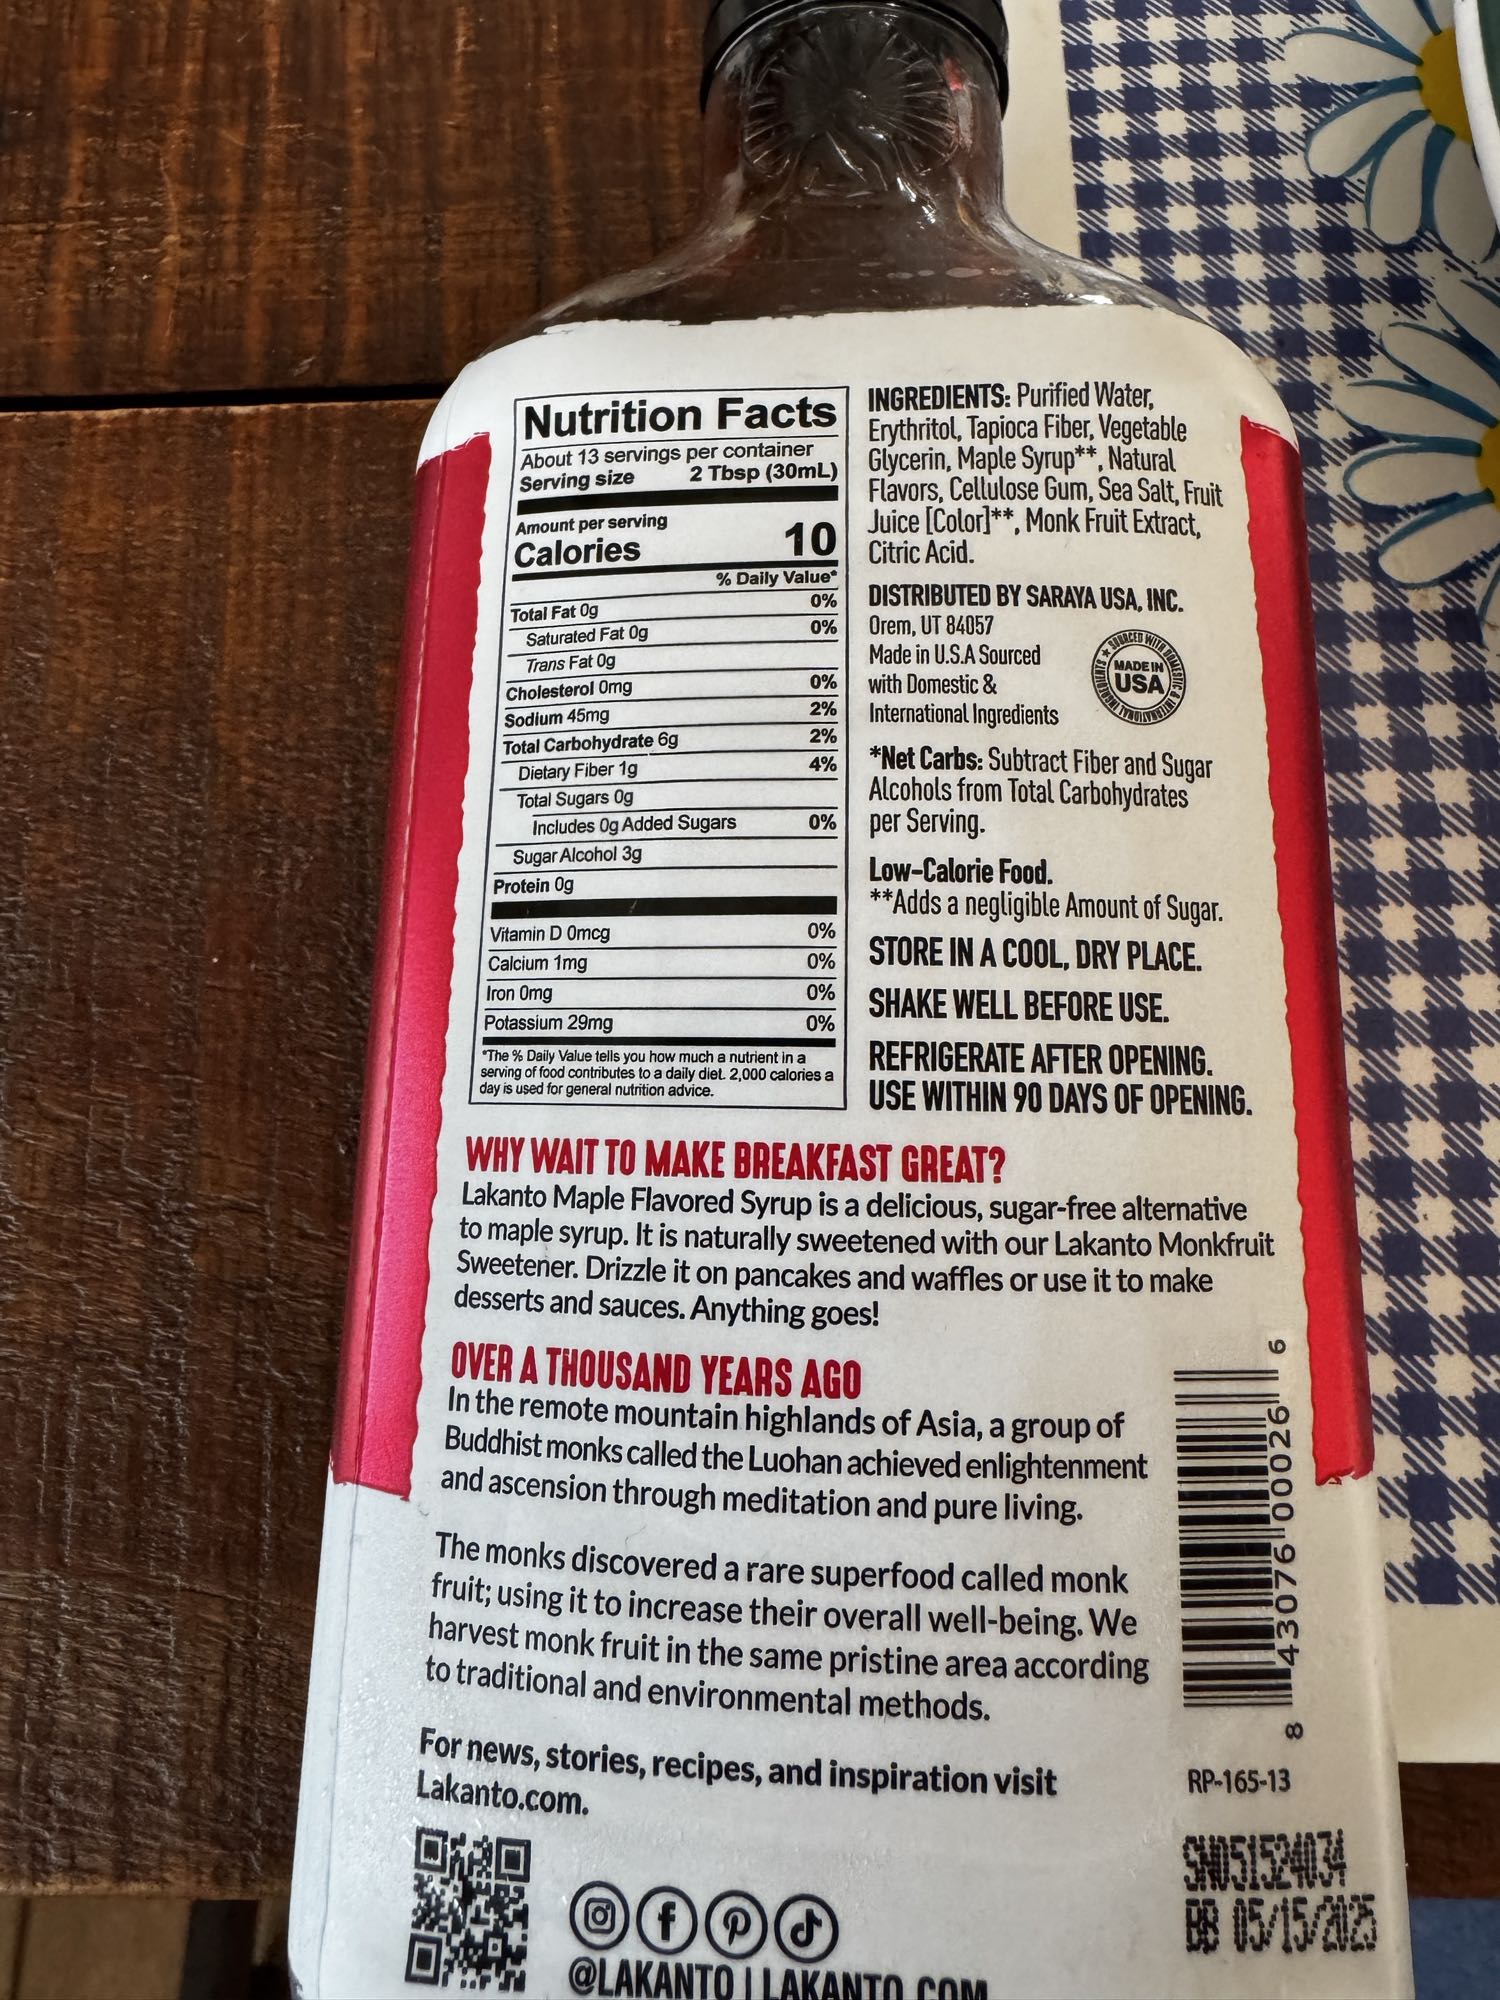 Nutrition Facts
About 13 servings per container
Serving size 2 Tbsp (30mL)
Amount per serving
Calories 10
% Daily Value*
Total Fat 0g 0%
Saturated Fat 0g 0%
Trans Fat 0g
Cholesterol 0mg 0%
Sodium 45mg 2%
Total Carbohydrate 6g 2%
Dietary Fiber 1g 4%
Total Sugars 0g
Includes 0g Added Sugars 0%
Sugar Alcohol 3g
Protein 0g
Vitamin D 0mcg 0%
Calcium 1mg 0%
Iron 0mg 0%
Potassium 29mg 0%
*The % Daily Value tells you how much a nutrient in a
serving of food contributes to a daily diet. 2,000 calories a
day is used for general nutrition advice.
INGREDIENTS: Purified Water,
Erythritol, Tapioca Fiber, Vegetable
Glycerin, Maple Syrup**, Natural
Flavors, Cellulose Gum, Sea Salt, Fruit
Juice [Color]**, Monk Fruit Extract,
Citric Acid.
DISTRIBUTED BY SARAYA USA, INC.
Orem, UT 84057
Made in U.S.A Sourced
with Domestic &
International Ingredients
SOURCED WITH DOMESTIC & INTERNATIONAL INGREDIENTS
MADE IN
USA
*Net Carbs: Subtract Fiber and Sugar
Alcohols from Total Carbohydrates
per Serving.
Low-Calorie Food.
**Adds a negligible Amount of Sugar.
STORE IN A COOL, DRY PLACE.
SHAKE WELL BEFORE USE.
REFRIGERATE AFTER OPENING.
USE WITHIN 90 DAYS OF OPENING.
WHY WAIT TO MAKE BREAKFAST GREAT?
Lakanto Maple Flavored Syrup is a delicious, sugar-free alternative
to maple syrup. It is naturally sweetened with our Lakanto Monkfruit
Sweetener. Drizzle it on pancakes and waffles or use it to make
desserts and sauces. Anything goes!
OVER A THOUSAND YEARS AGO
In the remote mountain highlands of Asia, a group of
Buddhist monks called the Luohan achieved enlightenment
and ascension through meditation and pure living.
The monks discovered a rare superfood called monk
fruit; using it to increase their overall well-being. We
harvest monk fruit in the same pristine area according
to traditional and environmental methods.
For news, stories, recipes, and inspiration visit
Lakanto.com.
@LAKANTO | LAKANTO.COM
8 43076 00026 6
RP-165-13
SN051524034
BB 05/15/2025